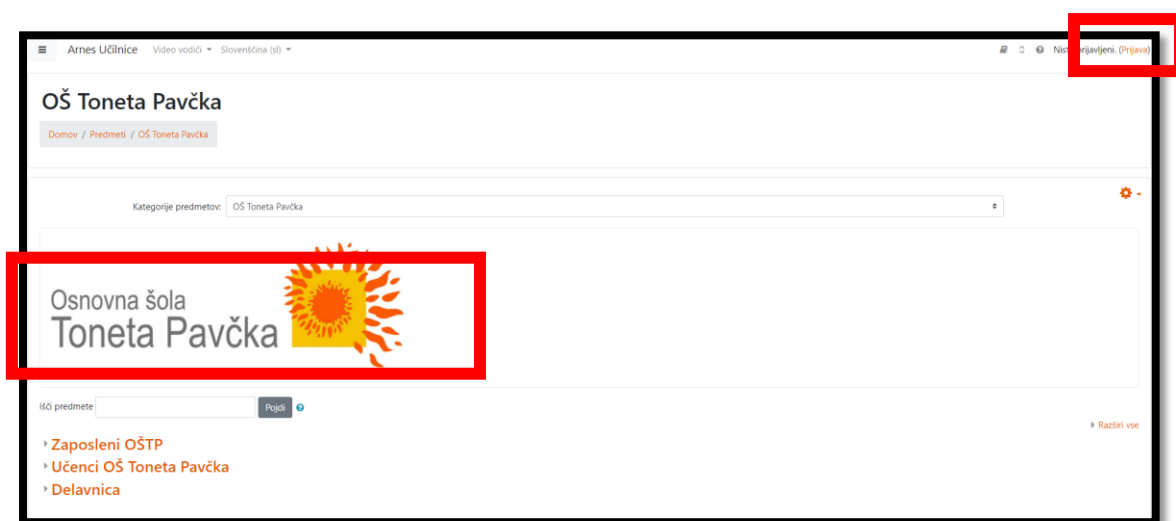 Arnes Učilnice Video vodiči Slovenščina (sl) prijavljeni. (Prijava)
OŠ Toneta Pavčka
Domov / Predmeti / OŠ Toneta Pavčka
Kategorije predmetov: OŠ Toneta Pavčka
Osnovna šola
Toneta Pavčka
Išči predmete Pojdi
Razširi vse
Zaposleni OŠTP
Učenci OŠ Toneta Pavčka
Delavnica